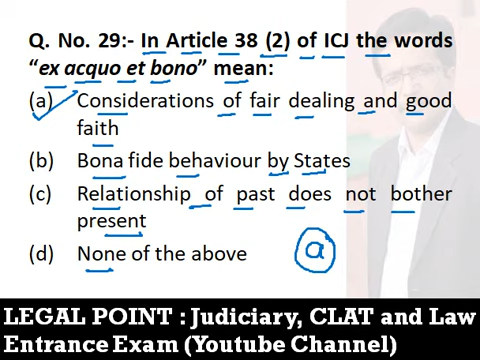 Q. No. 29:- In Article 38 (2) of ICJ the words
“ex acquo et bono” mean:
(a) Considerations of fair dealing and good
faith
(b) Bona fide behaviour by States
(c) Relationship of past does not bother
present
(d) None of the above
a
LEGAL POINT : Judiciary, CLAT and Law
Entrance Exam (Youtube Channel)